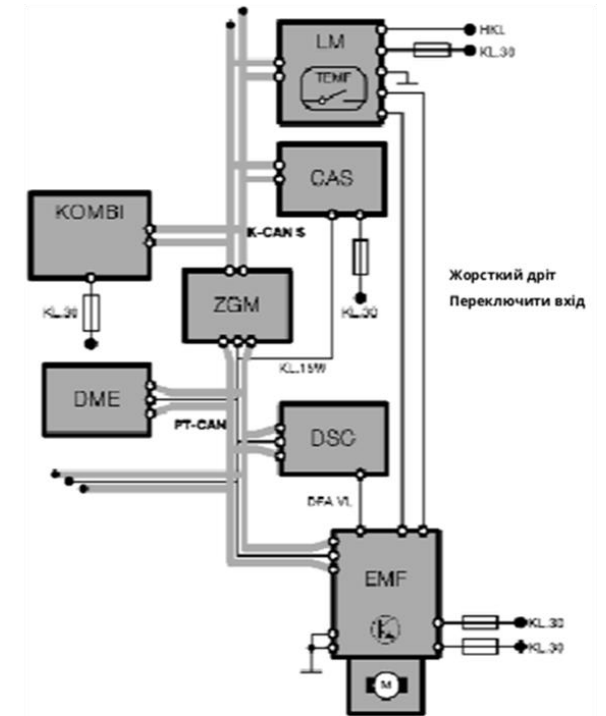 LM
HKL
KL.30
TEMF
CAS
KOMBI
K-CAN S
ZGM
Жорсткий дріт
Переключити вхід
KL.30
KL.30
KL.15W
DME
PT-CAN
DSC
DFA VL
EMF
KL.30
KL.30
M